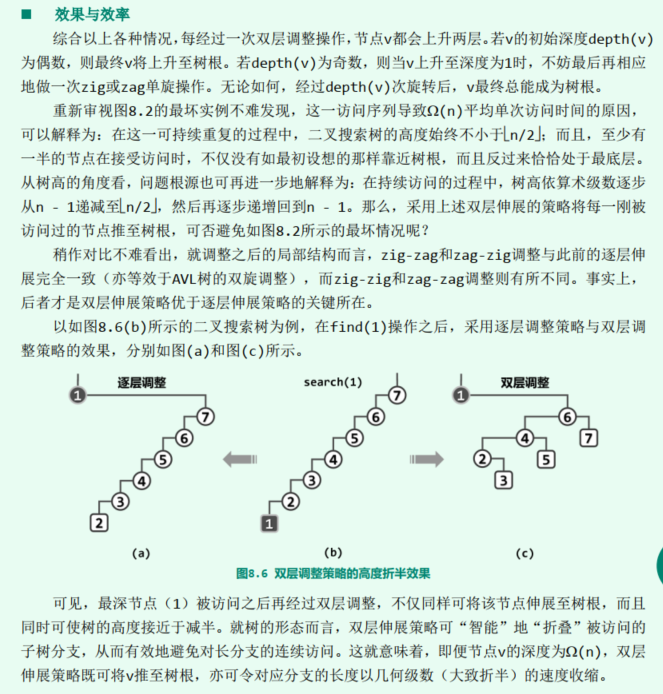 ■ 效果与效率
综合以上各种情况,每经过一次双层调整操作,节点v都会上升两层。若v的初始深度depth(v)
为偶数,则最终v将上升至树根。若depth(v)为奇数,则当v上升至深度为1时,不妨最后再相应
地做一次zig或zag单旋操作。无论如何,经过depth(v)次旋转后,v最终总能成为树根。
重新审视图8.2的最坏实例不难发现,这一访问序列导致Ω(n)平均单次访问时间的原因,
可以解释为:在这一可持续重复的过程中,二叉搜索树的高度始终不小于⌊n/2⌋;而且,至少有
一半的节点在接受访问时,不仅没有如最初设想的那样靠近树根,而且反过来恰恰处于最底层。
从树高的角度看,问题根源也可再进一步地解释为:在持续访问的过程中,树高依算术级数逐步
从n - 1递减至⌊n/2⌋,然后再逐步递增回到n - 1。那么,采用上述双层伸展的策略将每一刚被
访问过的节点推至树根,可否避免如图8.2所示的最坏情况呢?
稍作对比不难看出,就调整之后的局部结构而言,zig-zag和zag-zig调整与此前的逐层伸
展完全一致(亦等效于AVL树的双旋调整),而zig-zig和zag-zag调整则有所不同。事实上,
后者才是双层伸展策略优于逐层伸展策略的关键所在。
以如图8.6(b)所示的二叉搜索树为例,在find(1)操作之后,采用逐层调整策略与双层调
整策略的效果,分别如图(a)和图(c)所示。
逐层调整
1
7
6
5
4
3
2
(a)
search(1)
7
6
5
4
3
2
1
(b)
双层调整
1
6
4 7
2 5
3
(c)
图8.6 双层调整策略的高度折半效果
可见,最深节点(1)被访问之后再经过双层调整,不仅同样可将该节点伸展至树根,而且
同时可使树的高度接近于减半。就树的形态而言,双层伸展策略可“智能”地“折叠”被访问的
子树分支,从而有效地避免对长分支的连续访问。这就意味着,即便节点v的深度为Ω(n),双层
伸展策略既可将v推至树根,亦可令对应分支的长度以几何级数(大致折半)的速度收缩。